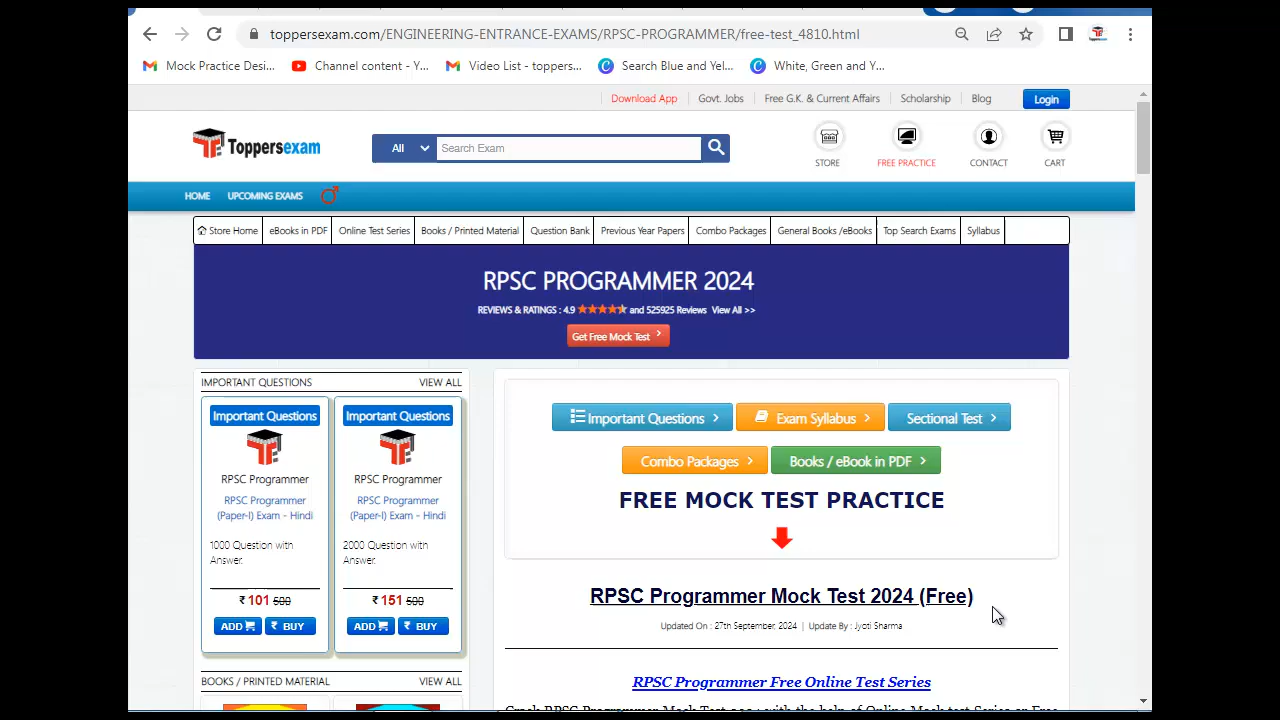 toppersexam.com/ENGINEERING-ENTRANCE-EXAMS/RPSC-PROGRAMMER/free-test_4810.html
Mock Practice Desi... Channel content - Y... Video List - toppers... Search Blue and Yel... White, Green and Y...
Download App Govt. Jobs Free G.K. & Current Affairs Scholarship Blog Login
Toppersexam All Search Exam STORE FREE PRACTICE CONTACT CART
HOME UPCOMING EXAMS
Store Home eBooks in PDF Online Test Series Books / Printed Material Question Bank Previous Year Papers Combo Packages General Books /eBooks Top Search Exams Syllabus
RPSC PROGRAMMER 2024
REVIEWS & RATINGS : 4.9 and 525925 Reviews View All >>
Get Free Mock Test
IMPORTANT QUESTIONS VIEW ALL
Important Questions
RPSC Programmer
RPSC Programmer
(Paper-I) Exam - Hindi
1000 Question with
Answer.
₹ 101 500
ADD ₹ BUY
Important Questions
RPSC Programmer
RPSC Programmer
(Paper-I) Exam - Hindi
2000 Question with
Answer.
₹ 151 500
ADD ₹ BUY
BOOKS / PRINTED MATERIAL VIEW ALL
Important Questions Exam Syllabus Sectional Test
Combo Packages Books / eBook in PDF
FREE MOCK TEST PRACTICE
RPSC Programmer Mock Test 2024 (Free)
Updated On : 27th September, 2024 | Update By : Jyoti Sharma
RPSC Programmer Free Online Test Series